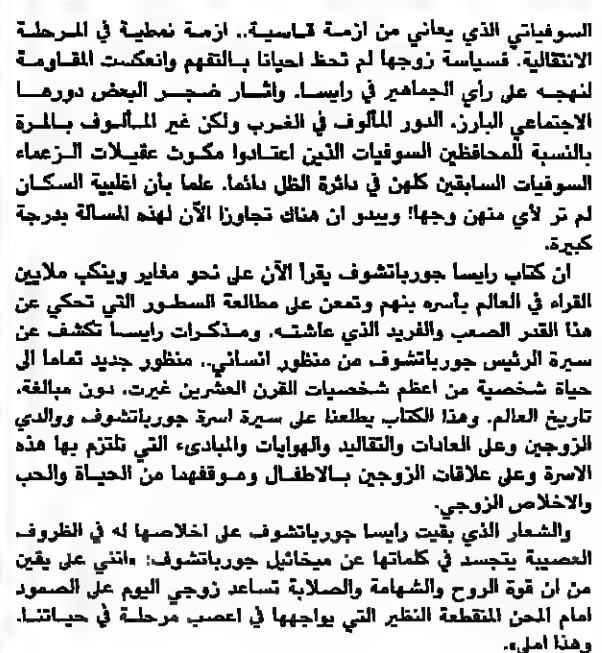 السوفياتي الذي يعاني من ازمة قاسية.. ازمة نمطية في المرحلة
الانتقالية. فسياسة زوجها لم تحظ احيانا بالتفهم وانعكست المقاومة
لنهجه على رأي الجماهير في رايسا. واثار ضجر البعض دورها
الاجتماعي البارز. الدور المألوف في الغرب ولكن غير المألوف بالمرة
بالنسبة للمحافظين السوفيات الذين اعتادوا مكوث عقيلات الزعماء
السوفيات السابقين كلهن في دائرة الظل دائما. علما بأن اغلبية السكان
لم تر لأي منهن وجها! ويبدو ان هناك تجاوزا الآن لهذه المسألة بدرجة
كبيرة.
ان كتاب رايسا جورباتشوف يقرأ الآن على نحو مغاير وينكب ملايين
القراء في العالم بأسره بنهم وتمعن على مطالعة السطور التي تحكي عن
هذا القدر الصعب والفريد الذي عاشته. ومذكرات رايسا تكشف عن
سيرة الرئيس جورباتشوف من منظور انساني.. منظور جديد تماما الى
حياة شخصية من اعظم شخصيات القرن العشرين غيرت، دون مبالغة،
تاريخ العالم. وهذا الكتاب يطلعنا على سيرة اسرة جورباتشوف ووالدي
الزوجين وعلى العادات والتقاليد والهوايات والمبادىء التي تلتزم بها هذه
الاسرة وعلى علاقات الزوجين بالاطفال وموقفهما من الحياة والحب
والاخلاص الزوجي.
والشعار الذي بقيت رايسا جورباتشوف على اخلاصها له في الظروف
العصيبة يتجسد في كلماتها عن ميخائيل جورباتشوف: «انني على يقين
من ان قوة الروح والشهامة والصلابة تساعد زوجي اليوم على الصمود
امام المحن المنقطعة النظير التي يواجهها في اعصب مرحلة في حياتنا.
وهذا املي».